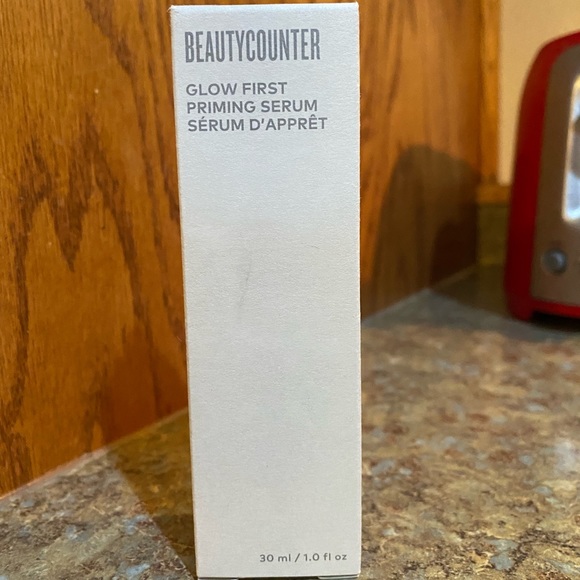 BEAUTYCOUNTER
GLOW FIRST
PRIMING SERUM
SÉRUM D'APPRÊT
30 ml / 1.0 fl oz